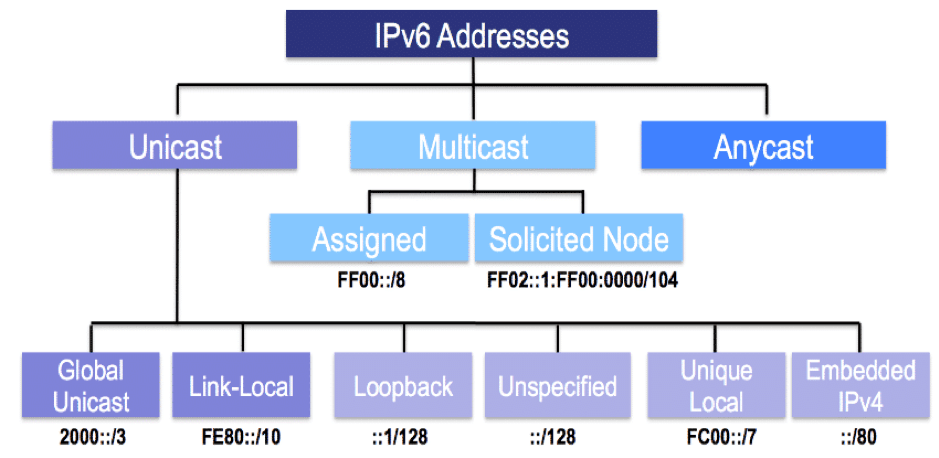 IPv6 Addresses
Unicast
Multicast
Anycast
Assigned
Solicited Node
FF00::/8
FF02::1:FF00:0000/104
Global
Unicast
Link-Local
Loopback
Unspecified
Unique
Local
Embedded
IPv4
2000::/3
FE80::/10
::1/128
::/128
FC00::/7
::/80